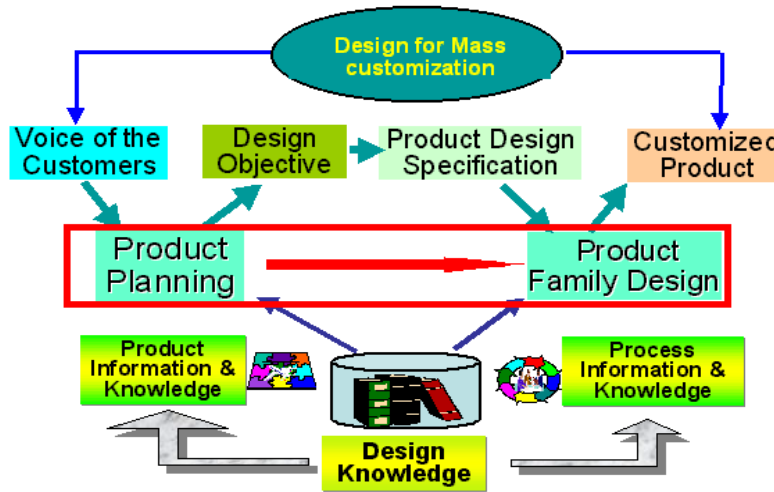 Design for Mass
customization
Voice of the
Customers
Design
Objective
Product Design
Specification
Customized
Product
Product
Planning
Product
Family Design
Product
Information &
Knowledge
Process
Information &
Knowledge
Design
Knowledge